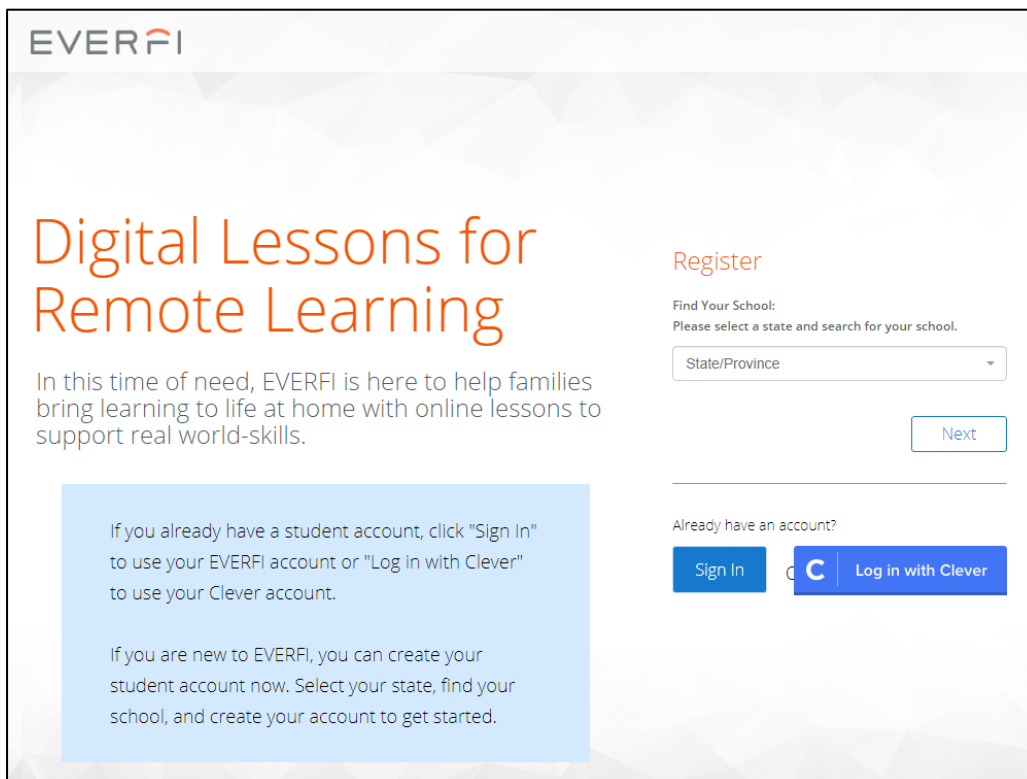 EVERFI
Digital Lessons for
Remote Learning
In this time of need, EVERFI is here to help families
bring learning to life at home with online lessons to
support real world-skills.
If you already have a student account, click "Sign In"
to use your EVERFI account or "Log in with Clever"
to use your Clever account.
If you are new to EVERFI, you can create your
student account now. Select your state, find your
school, and create your account to get started.
Register
Find Your School:
Please select a state and search for your school.
State/Province
Next
Already have an account?
Sign In
C Log in with Clever